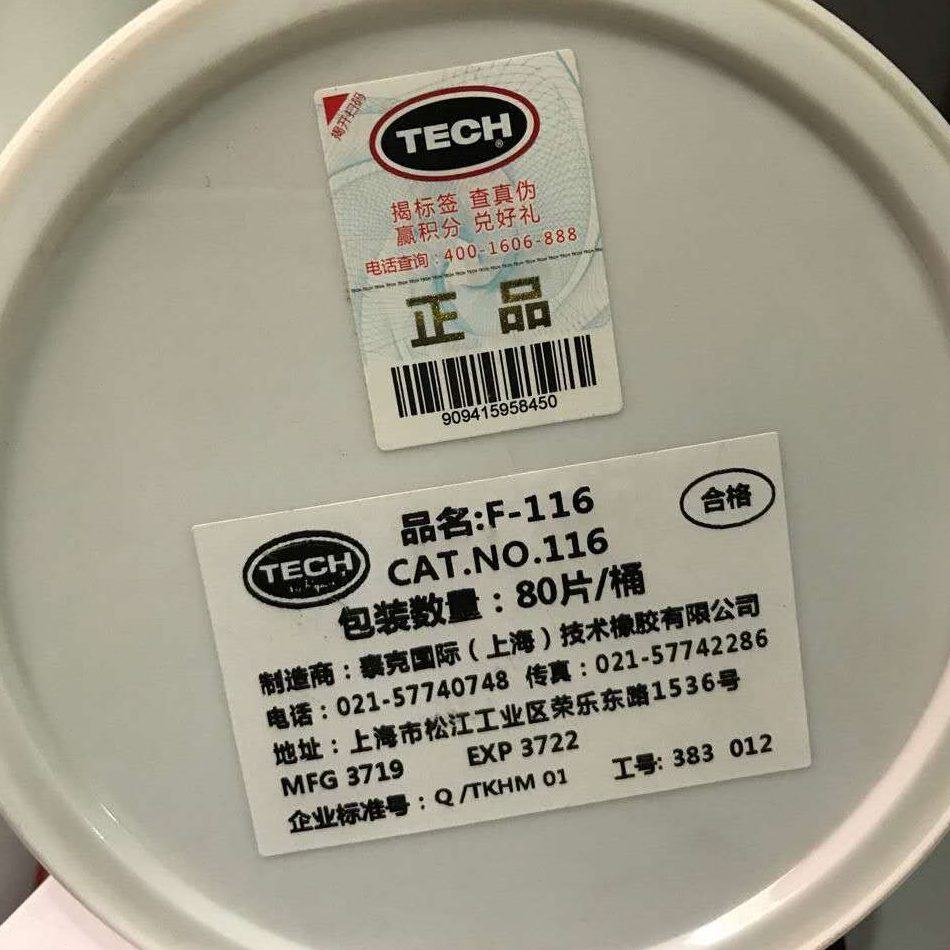 揭开扫码
TECH®
揭标签 查真伪
赢积分 兑好礼
电话查询:400-1606-888
正品
909415958450
合格
TECH
品名:F-116
CAT.NO.116
包装数量:80片/桶
制造商:泰克国际(上海)技术橡胶有限公司
电话:021-57740748 传真:021-57742286
地址:上海市松江工业区荣乐东路1536号
MFG 3719 EXP 3722
企业标准号:Q/TKHM 01 工号: 383 012